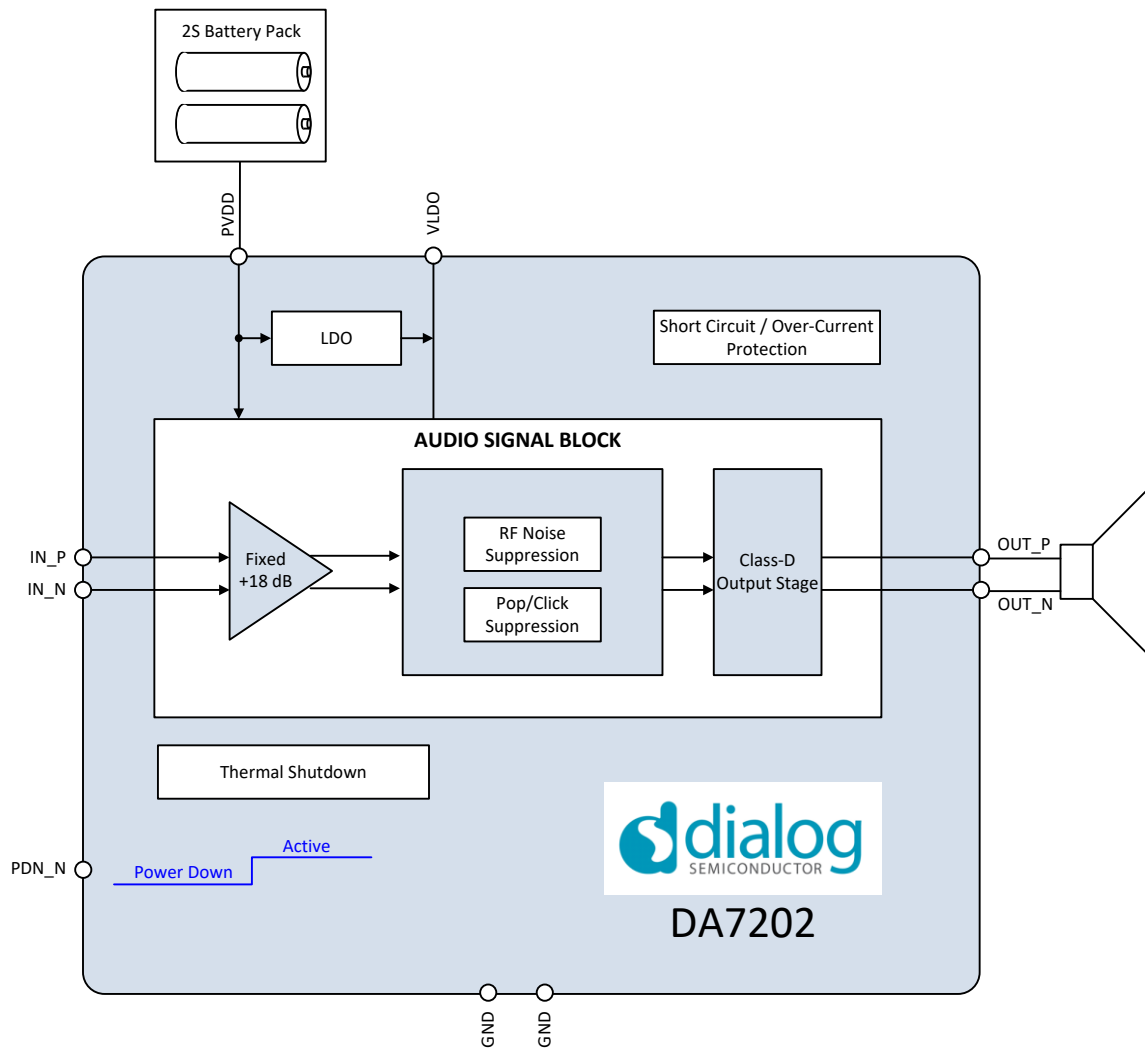 2S Battery Pack
PVDD
VLDO
LDO
Short Circuit / Over-Current
Protection
AUDIO SIGNAL BLOCK
IN_P
IN_N
Fixed
+18 dB
RF Noise
Suppression
Pop/Click
Suppression
Class-D
Output Stage
OUT_P
OUT_N
Thermal Shutdown
PDN_N
Power Down
Active
dialog
SEMICONDUCTOR
DA7202
GND
GND